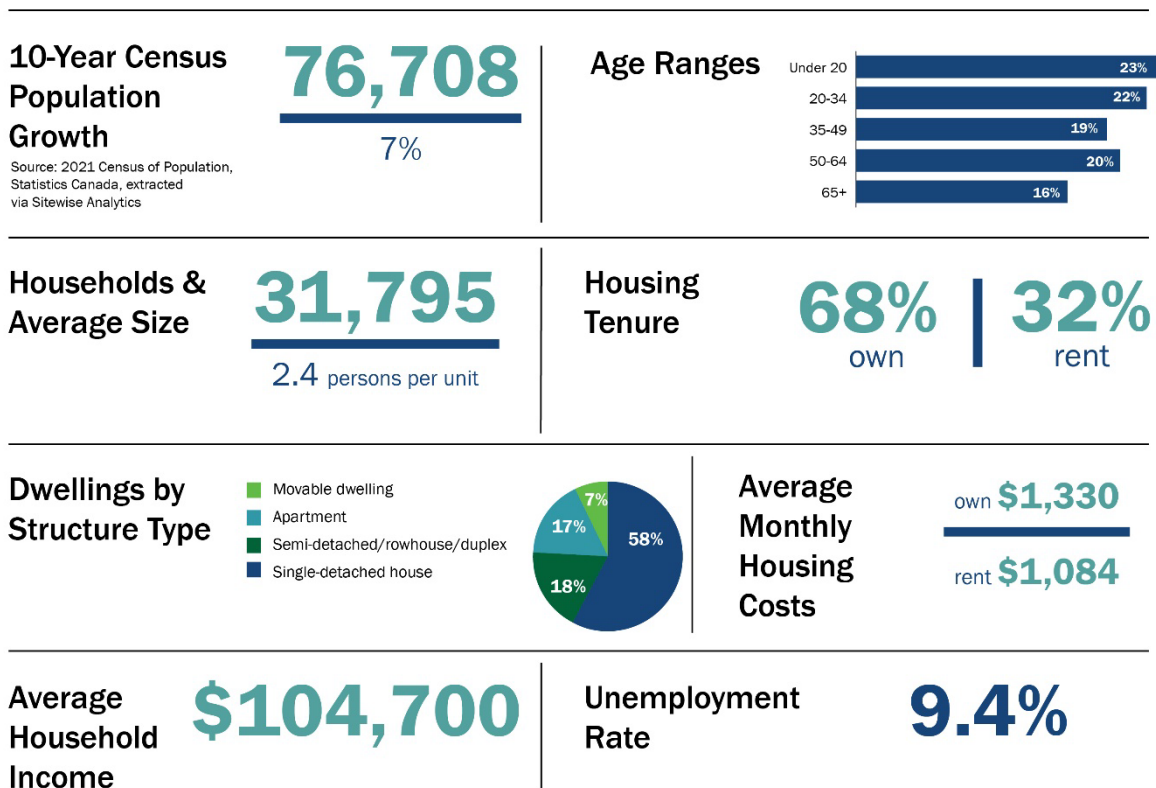 10-Year Census
Population
Growth
Source: 2021 Census of Population,
Statistics Canada, extracted
via Sitewise Analytics
76,708
7%
Age Ranges
Under 20
23%
20-34
22%
35-49
19%
50-64
20%
65+
16%
Households &
Average Size
31,795
2.4 persons per unit
Housing
Tenure
68%
own
32%
rent
Dwellings by
Structure Type
Movable dwelling
Apartment
Semi-detached/rowhouse/duplex
Single-detached house
7%
17%
58%
18%
Average
Monthly
Housing
Costs
own $1,330
rent $1,084
Average
Household
Income
$104,700
Unemployment
Rate
9.4%